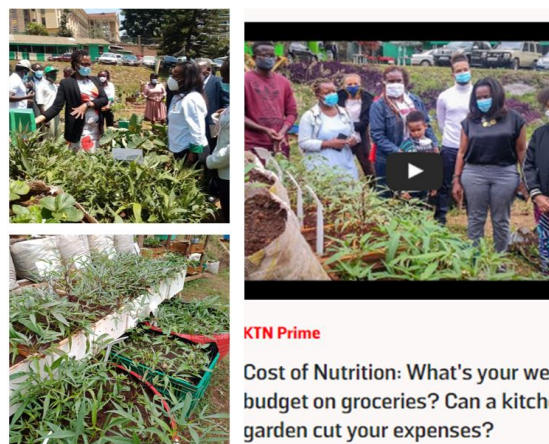 KTN Prime
Cost of Nutrition: What's your we
budget on groceries? Can a kitch
garden cut your expenses?